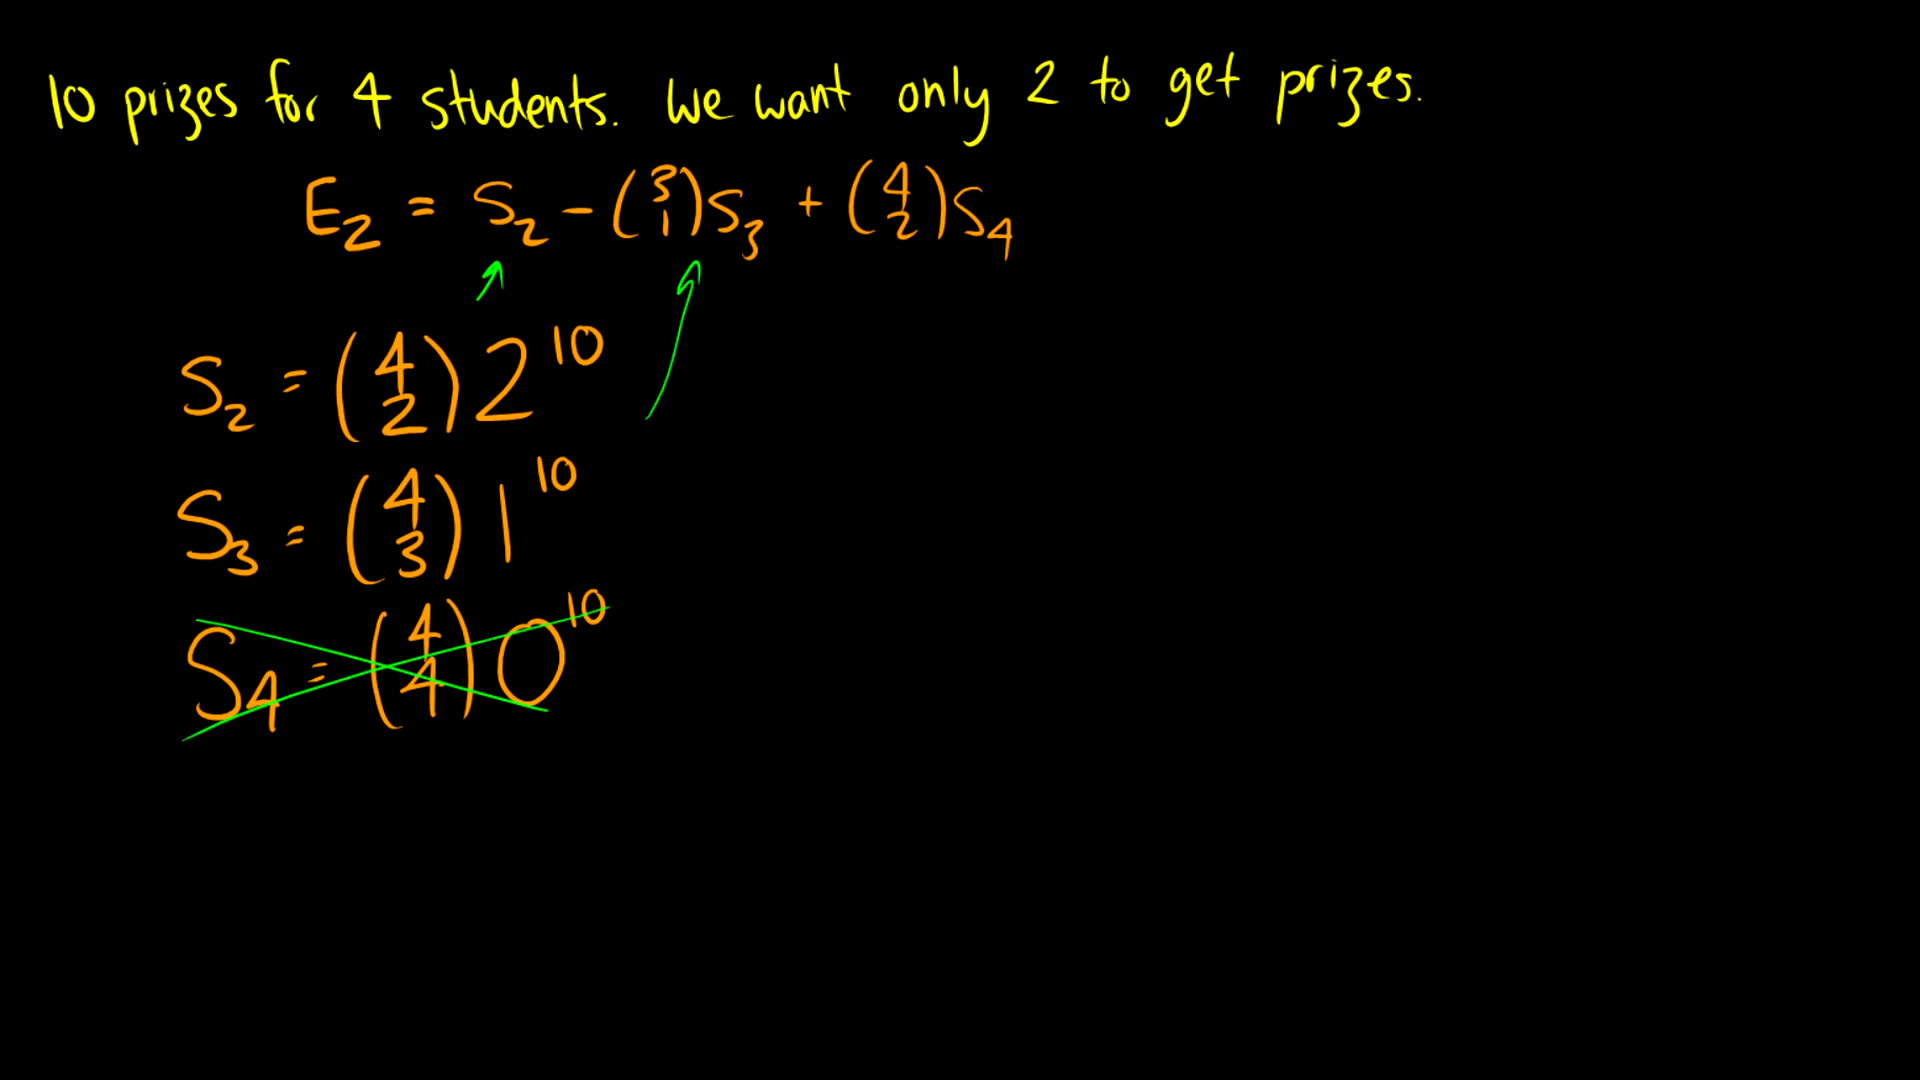 10 prizes for 4 students. We want only 2 to get prizes.
E₂ = S₂ - (3 1)S₃ + (4 2)S₄
S₂ = (4 2) 2¹⁰
S₃ = (4 3) 1¹⁰
S₄ = (4 4) 0¹⁰